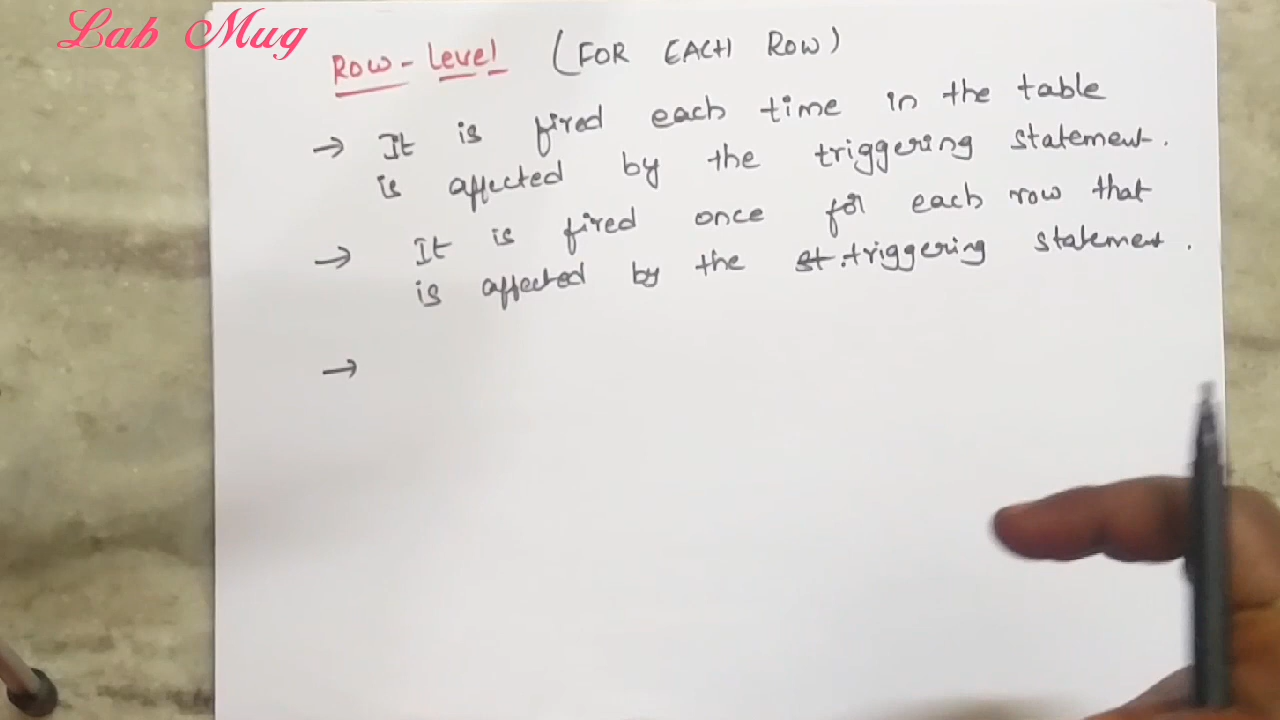 Lab Mug
Row-Level (FOR EACH ROW)
→ It is fired each time in the table
is affected by the triggering statement.
→ It is fired once for each row that
is affected by the st. triggering statement.
→